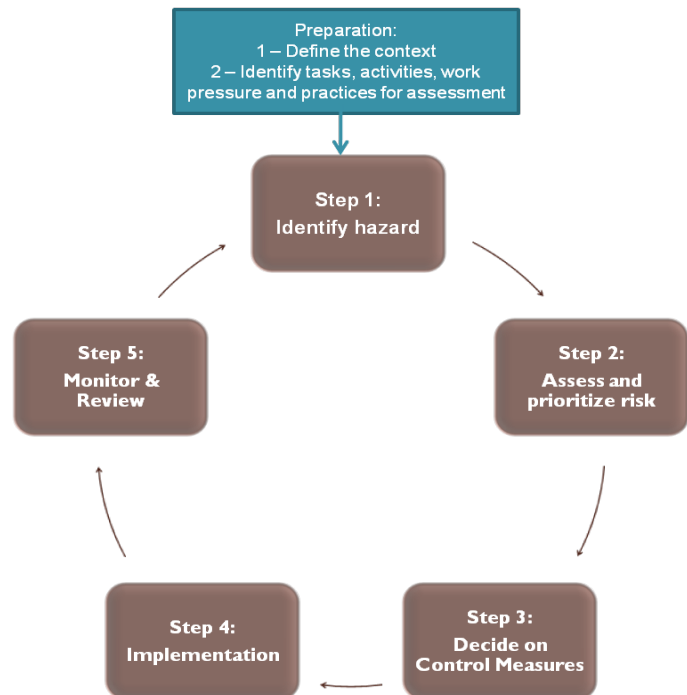 Preparation:
1 – Define the context
2 – Identify tasks, activities, work
pressure and practices for assessment
Step 1:
Identify hazard
Step 2:
Assess and
prioritize risk
Step 3:
Decide on
Control Measures
Step 4:
Implementation
Step 5:
Monitor &
Review